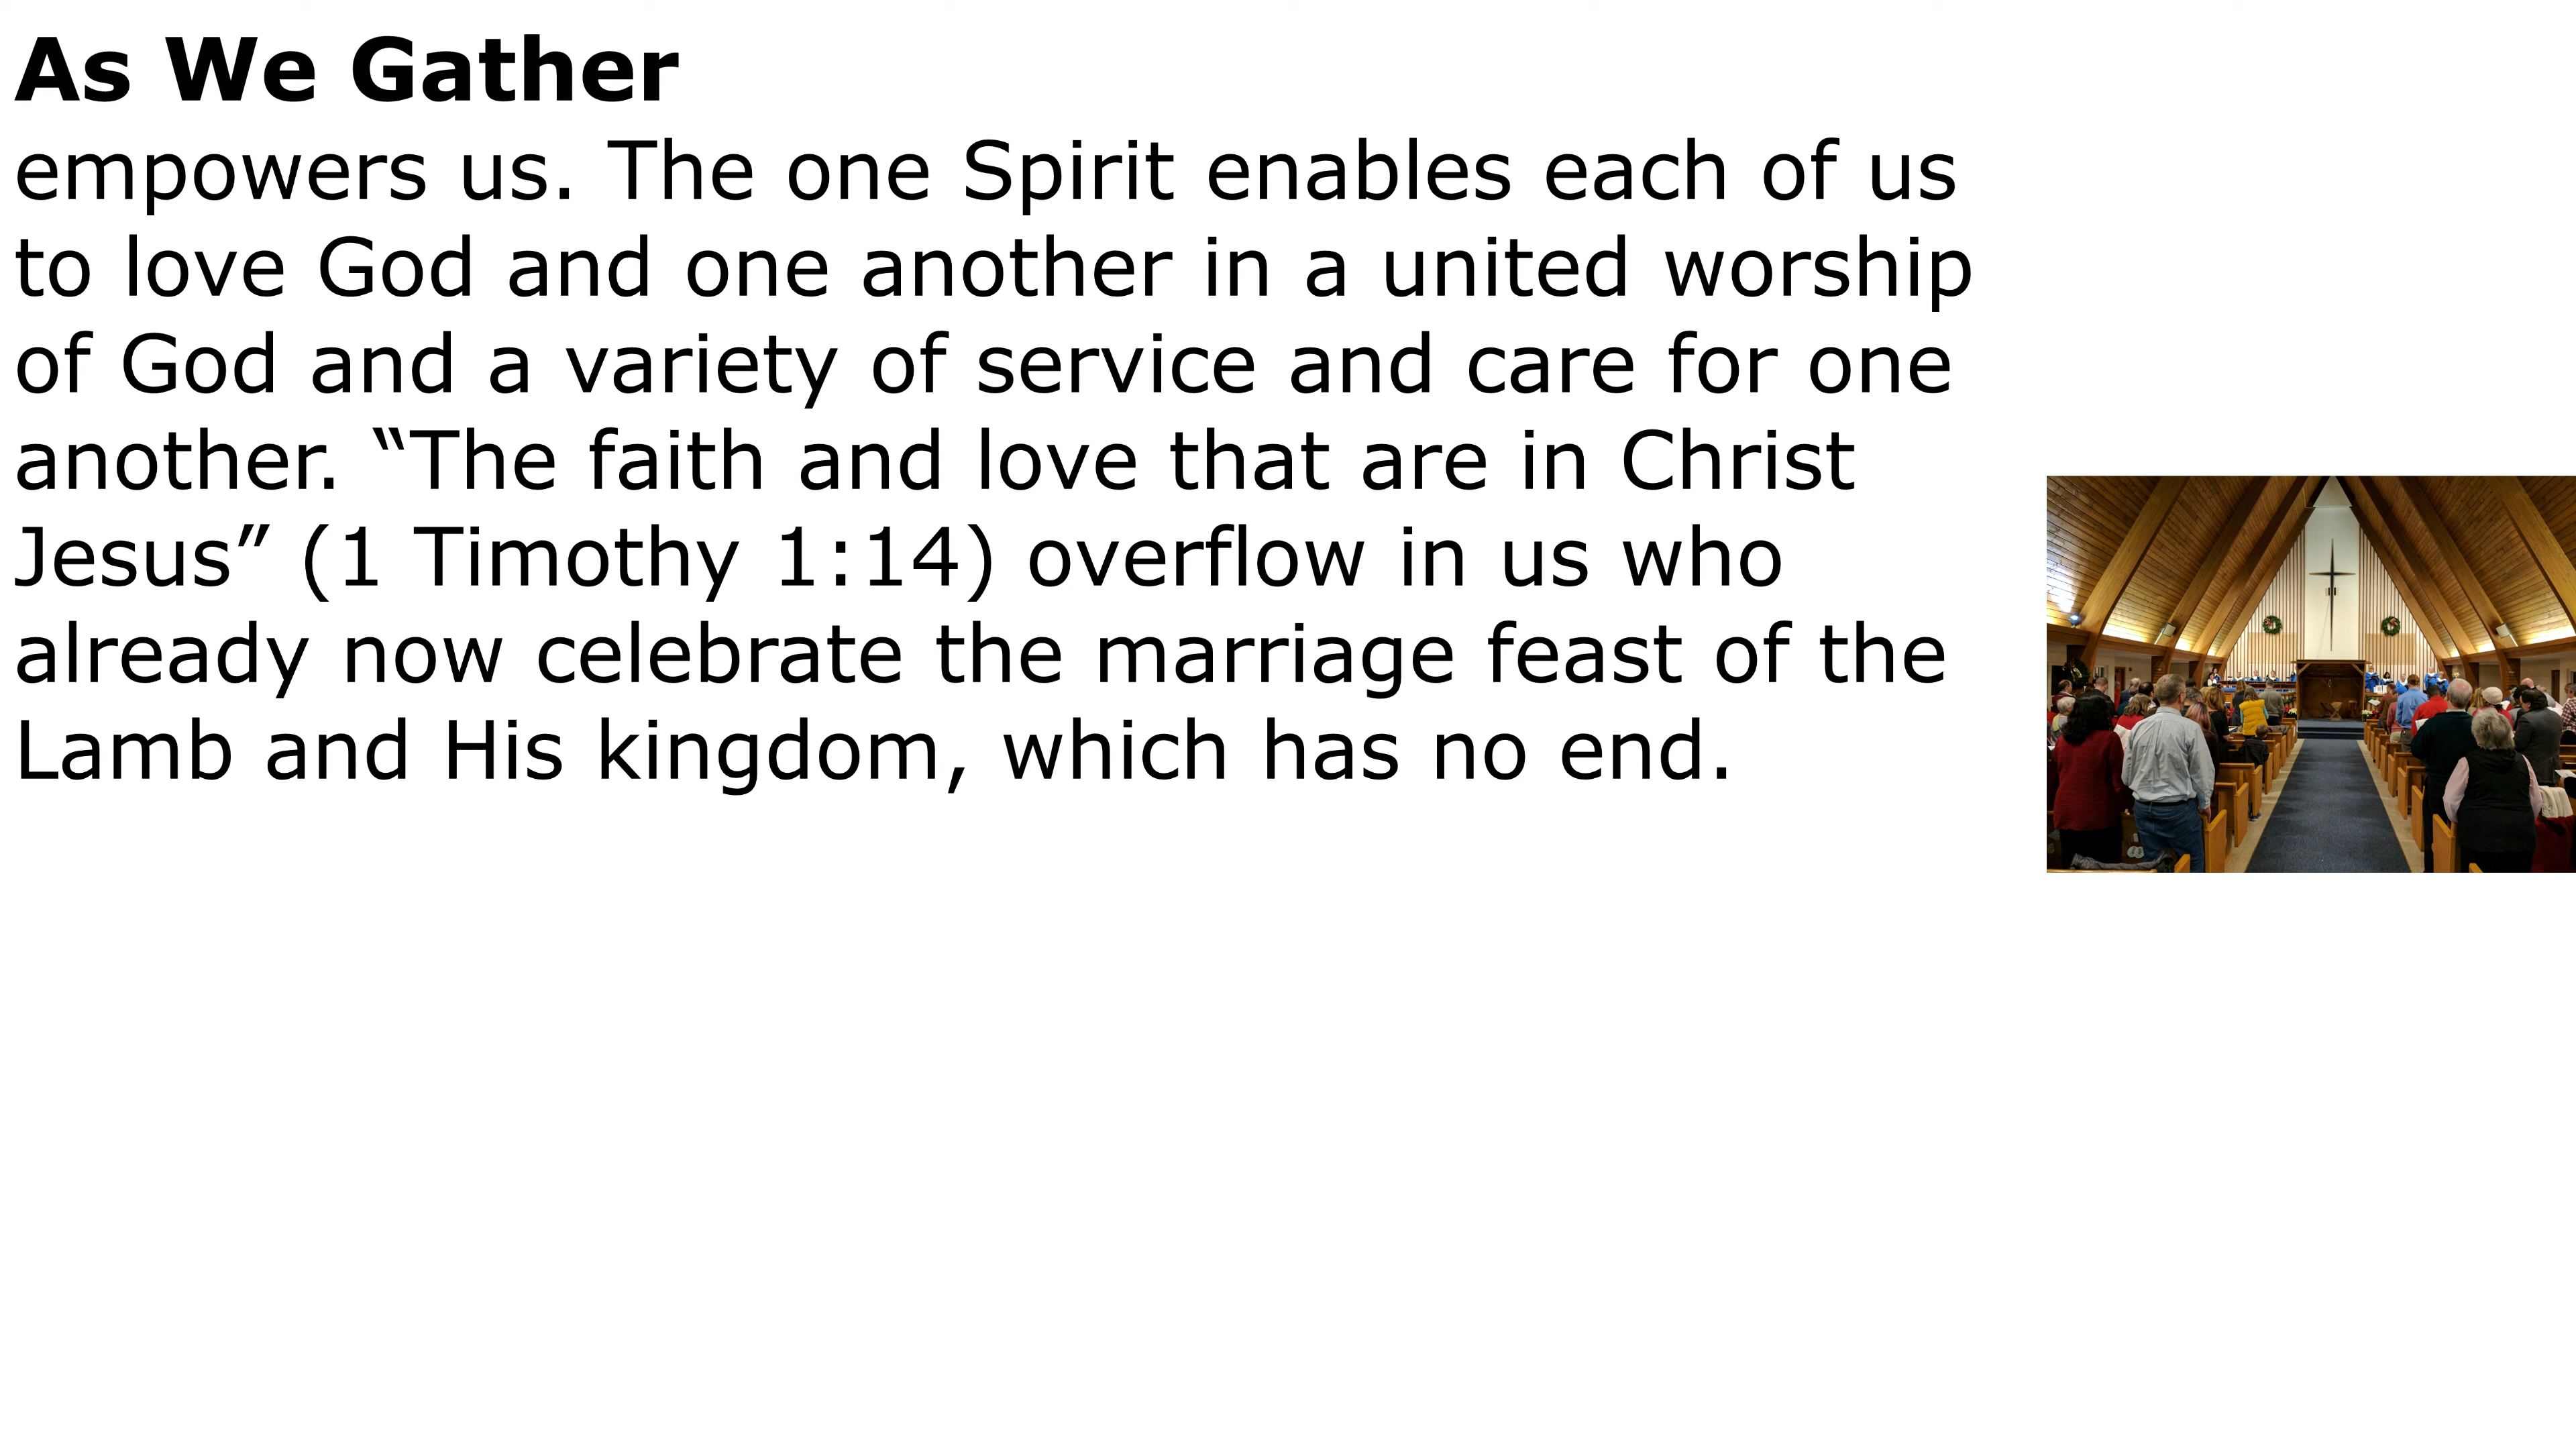 As We Gather
empowers us. The one Spirit enables each of us
to love God and one another in a united worship
of God and a variety of service and care for one
another. “The faith and love that are in Christ
Jesus” (1 Timothy 1:14) overflow in us who
already now celebrate the marriage feast of the
Lamb and His kingdom, which has no end.